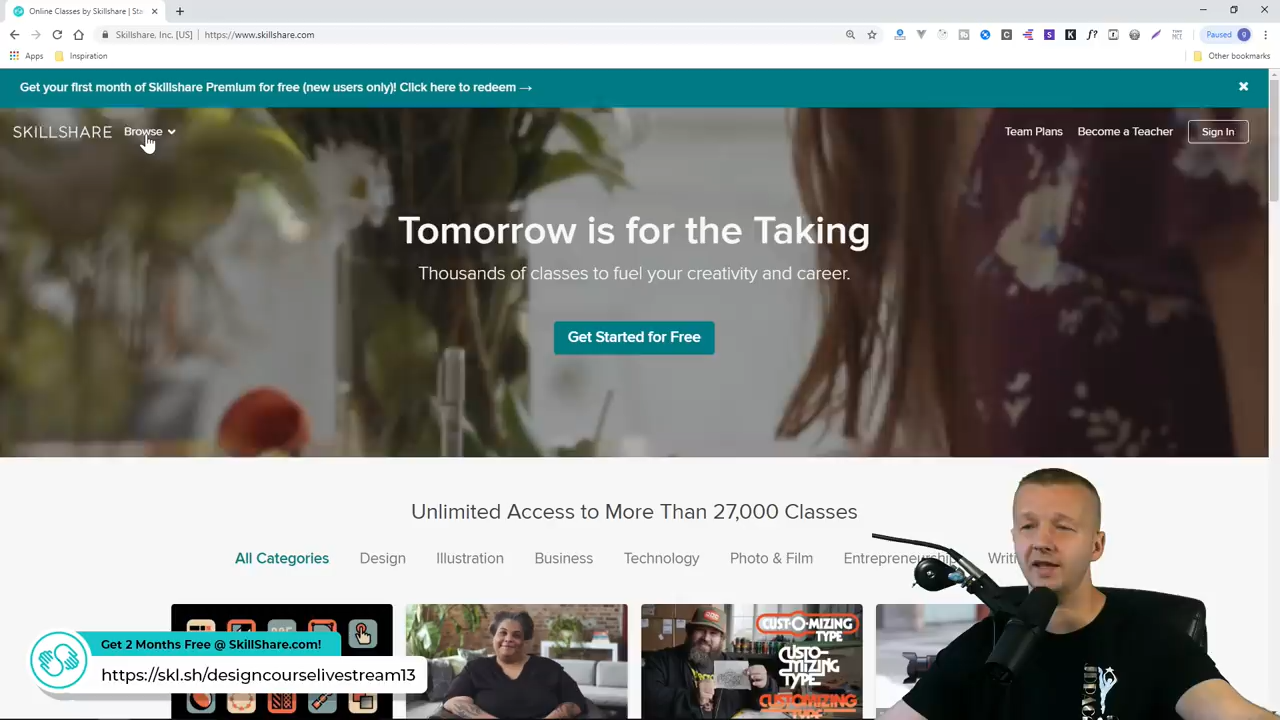 Online Classes by Skillshare | Sta
Skillshare, Inc. [US]
https://www.skillshare.com
Paused
Apps
Inspiration
Other bookmarks
Get your first month of Skillshare Premium for free (new users only)! Click here to redeem →
SKILLSHARE
Browse
Team Plans
Become a Teacher
Sign In
Tomorrow is for the Taking
Thousands of classes to fuel your creativity and career.
Get Started for Free
Unlimited Access to More Than 27,000 Classes
All Categories
Design
Illustration
Business
Technology
Photo & Film
Entrepreneurship
Writi
CUST-O-MIZING
TYPE
CUSTO-
MIZING
TYPE
CUSTOMIZING
TYPE
Get 2 Months Free @ SkillShare.com!
https://skl.sh/designcourselivestream13